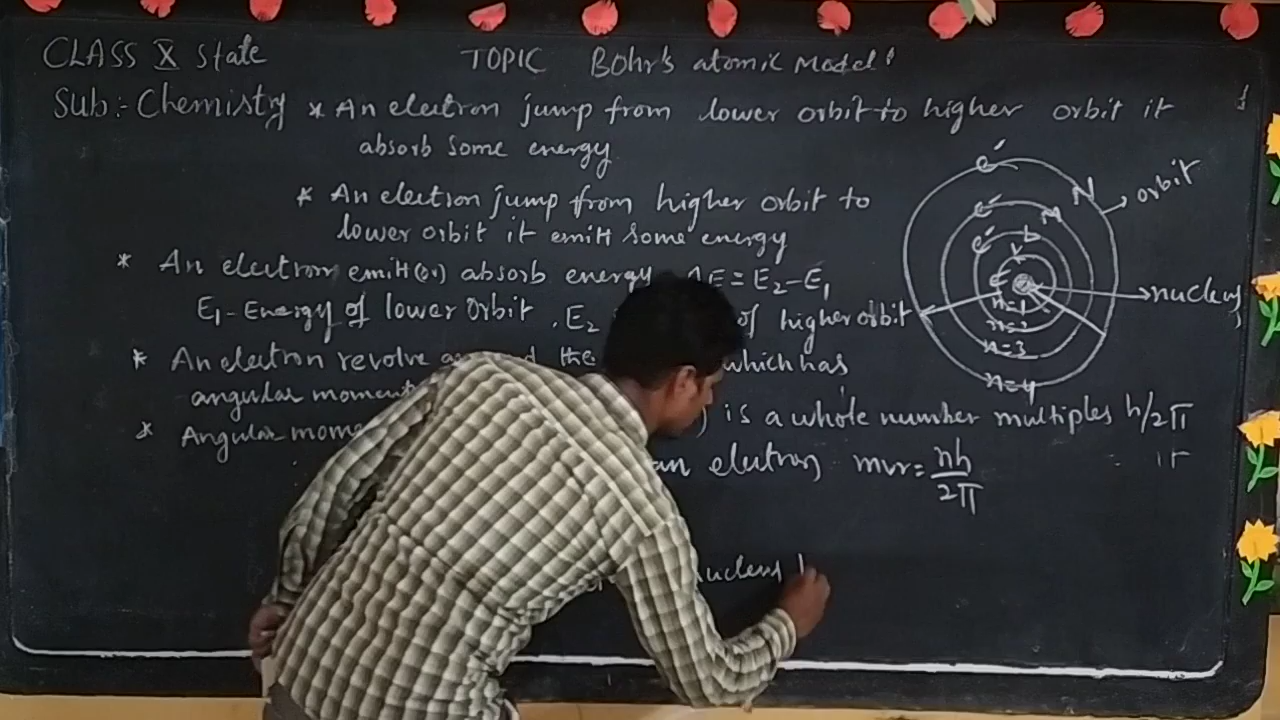 CLASS X State
TOPIC Bohr's atomic Model
Sub:- Chemistry * An electron jump from lower orbit to higher orbit it
absorb some energy
* An electron jump from higher orbit to
lower orbit it emitt some energy
* An electron emitt(or) absorb energy E = E₂-E₁
E₁ - Energy of lower orbit , E₂ of higher orbit
* An electron revolve the which has
angular
* Angular is a whole number multiples h/2π
an electron mvr = nh/2π
it
nucleus
e⁻
N
orbit
e⁻
M
e⁻
L
K
nucleus
n=1
n=2
n=3
n=4